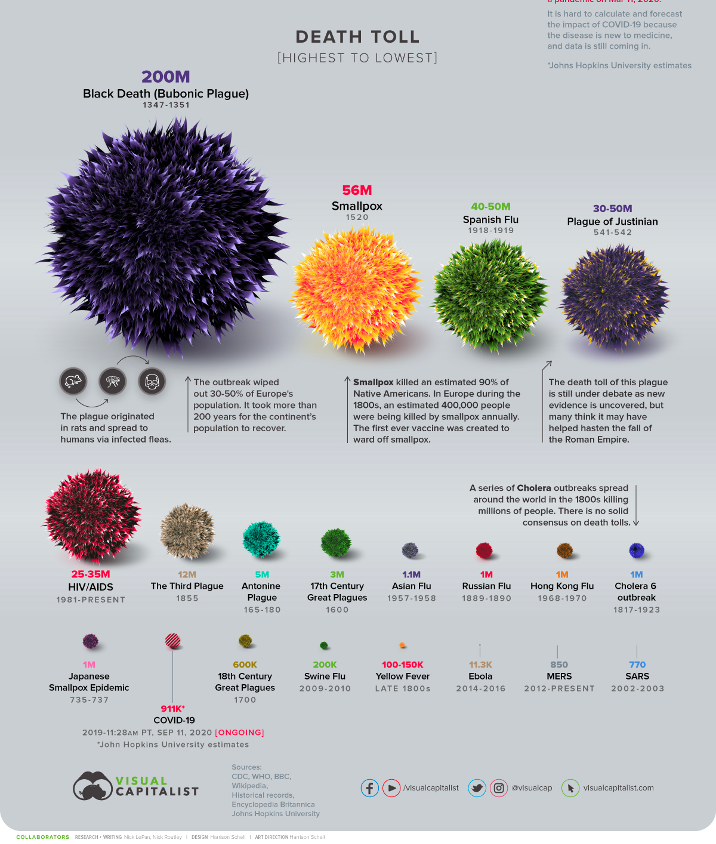 a pandemic on Mar 11, 2020.
It is hard to calculate and forecast
the impact of COVID-19 because
the disease is new to medicine,
and data is still coming in.
*Johns Hopkins University estimates
DEATH TOLL
[HIGHEST TO LOWEST]
200M
Black Death (Bubonic Plague)
1347-1351
56M
Smallpox
1520
40-50M
Spanish Flu
1918-1919
30-50M
Plague of Justinian
541-542
The plague originated
in rats and spread to
humans via infected fleas.
The outbreak wiped
out 30-50% of Europe's
population. It took more than
200 years for the continent's
population to recover.
Smallpox killed an estimated 90% of
Native Americans. In Europe during the
1800s, an estimated 400,000 people
were being killed by smallpox annually.
The first ever vaccine was created to
ward off smallpox.
The death toll of this plague
is still under debate as new
evidence is uncovered, but
many think it may have
helped hasten the fall of
the Roman Empire.
A series of Cholera outbreaks spread
around the world in the 1800s killing
millions of people. There is no solid
consensus on death tolls.
25-35M
HIV/AIDS
1981-PRESENT
12M
The Third Plague
1855
5M
Antonine
Plague
165-180
3M
17th Century
Great Plagues
1600
1.1M
Asian Flu
1957-1958
1M
Russian Flu
1889-1890
1M
Hong Kong Flu
1968-1970
1M
Cholera 6
outbreak
1817-1923
1M
Japanese
Smallpox Epidemic
735-737
911K*
COVID-19
2019-11:28AM PT, SEP 11, 2020 [ONGOING]
*John Hopkins University estimates
600K
18th Century
Great Plagues
1700
200K
Swine Flu
2009-2010
100-150K
Yellow Fever
LATE 1800s
11.3K
Ebola
2014-2016
850
MERS
2012-PRESENT
770
SARS
2002-2003
VISUAL
CAPITALIST
Sources:
CDC, WHO, BBC,
Wikipedia,
Historical records,
Encyclopedia Britannica
Johns Hopkins University
/visualcapitalist
@visualcap
visualcapitalist.com
COLLABORATORS RESEARCH + WRITING Nick LePan, Nick Routley | DESIGN Harrison Schell | ART DIRECTION Harrison Schell